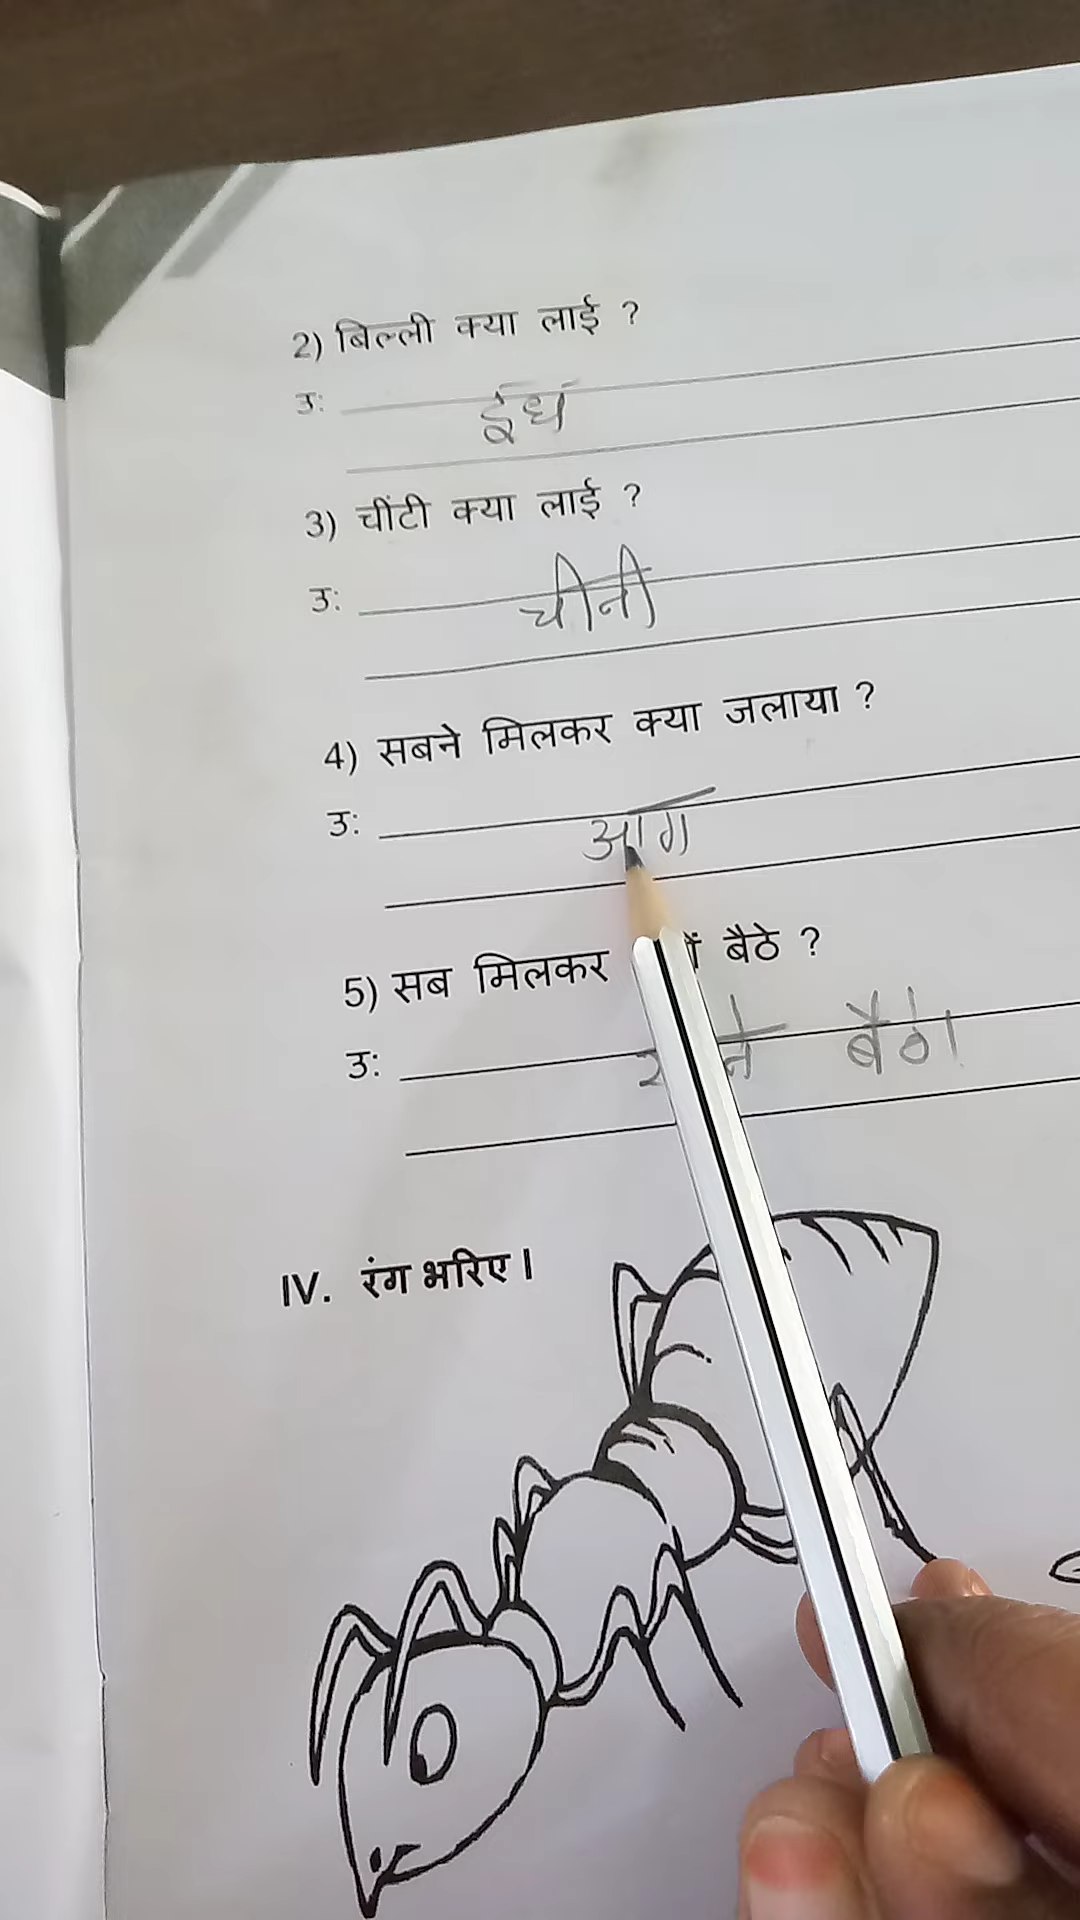 2) बिल्ली क्या लाई ?
उ:
3) चींटी क्या लाई ?
उ: चीनी
4) सबने मिलकर क्या जलाया ?
उ: आग
5) सब मिलकर बैठे ?
उ: बैठे।
IV. रंग भरिए।